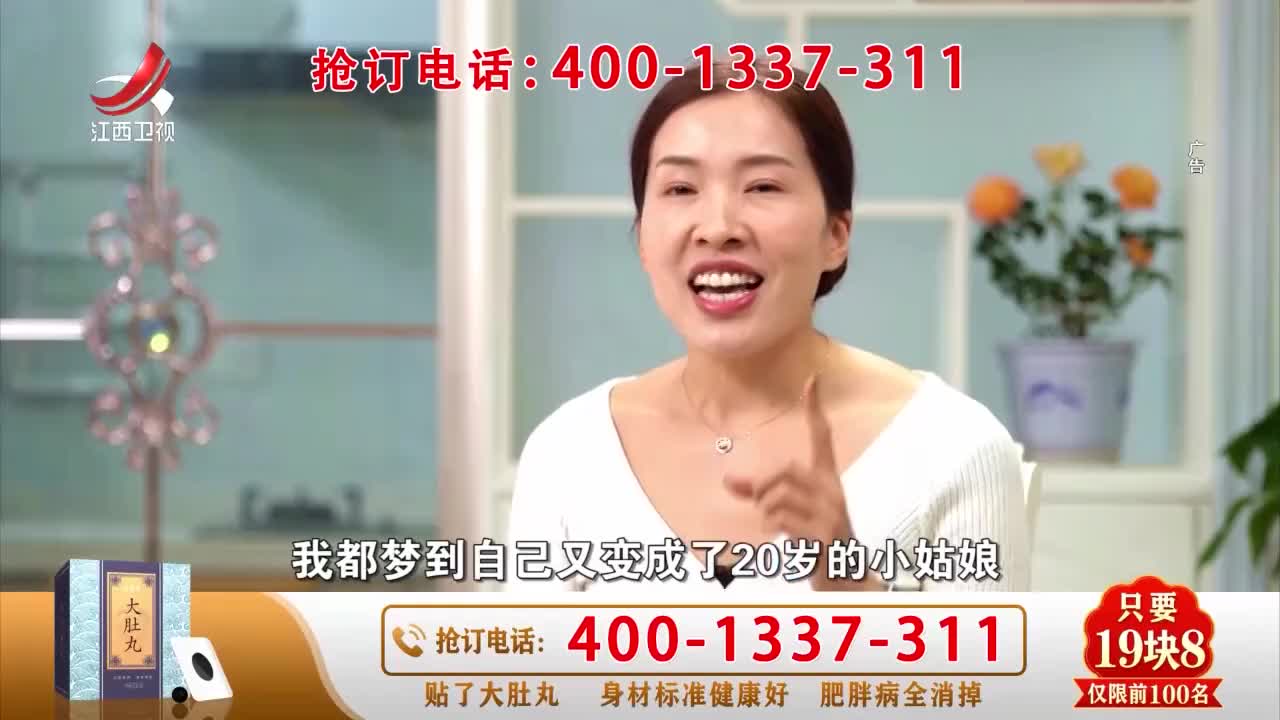 抢订电话:400-1337-311
江西卫视
广告
我都梦到自己又变成了20岁的小姑娘
大肚丸
抢订电话:400-1337-311
贴了大肚丸 身材标准健康好 肥胖病全消掉
只要
19块8
仅限前100名